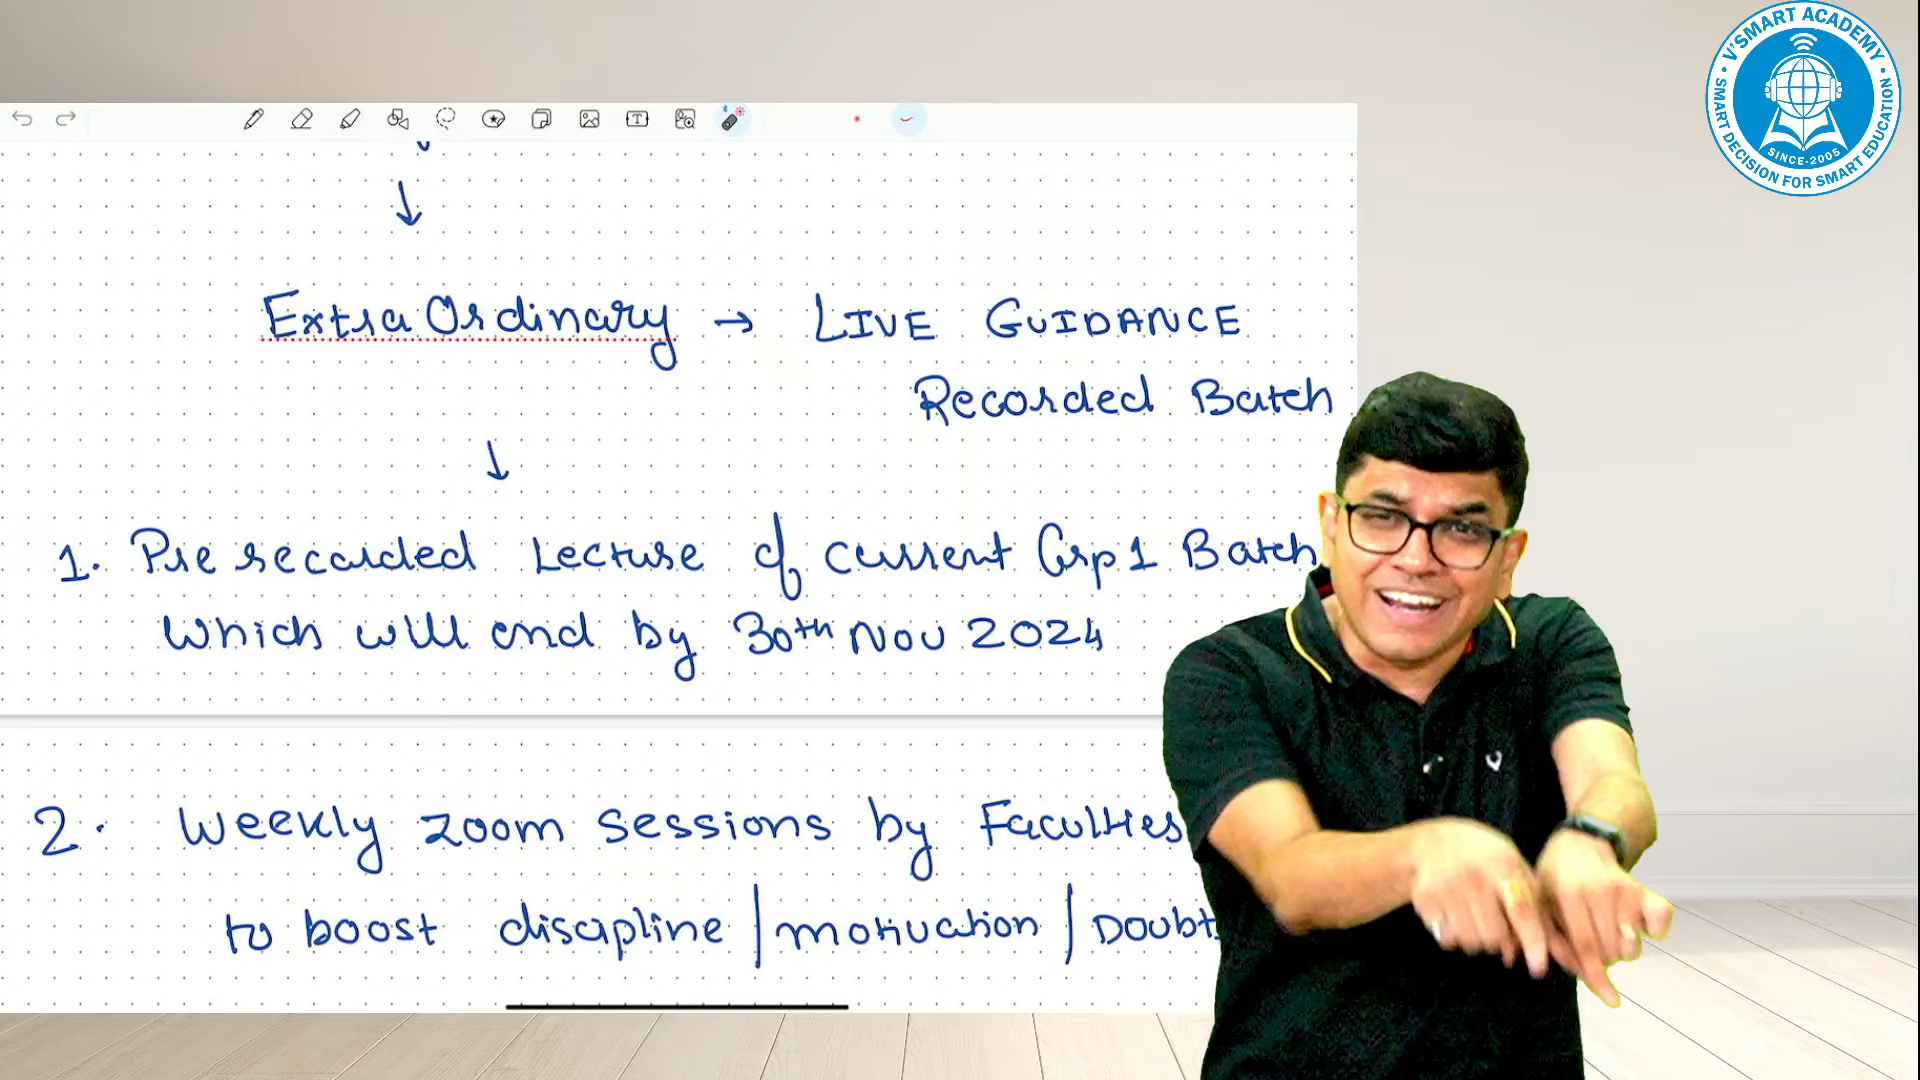 V'SMART ACADEMY
SMART DECISION FOR SMART EDUCATION
SINCE-2005
Extra Ordinary → LIVE GUIDANCE
Recorded Batch
1. Pre recorded Lecture of current Grp 1 Batch
which will end by 30th Nov 2024
2. Weekly zoom sessions by Faculties
to boost discipline | motivation | Doubts